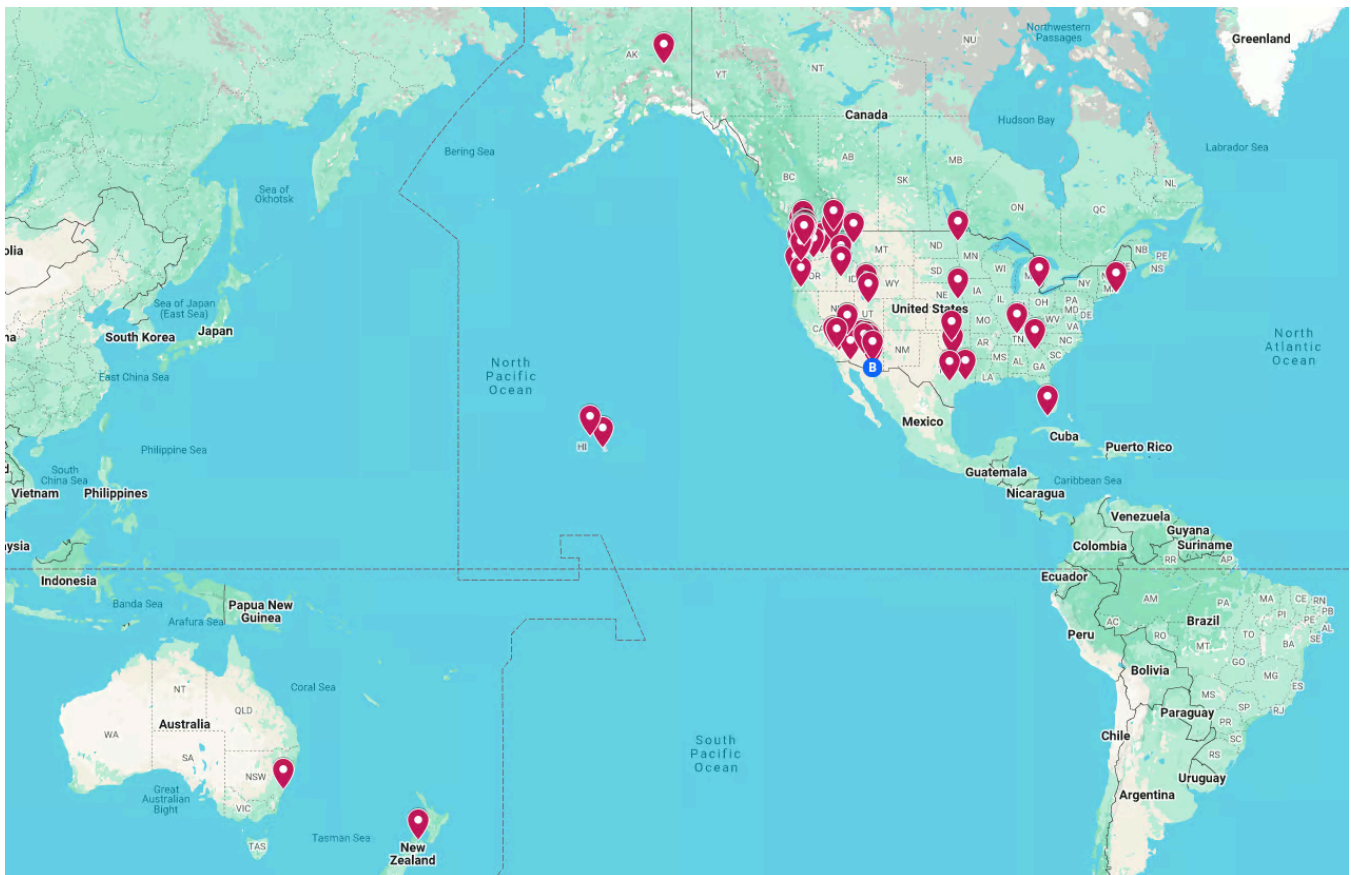 Greenland
Northwestern
Passages
NU
AK
YT
NT
Canada
Hudson Bay
Labrador Sea
Bering Sea
Sea of
Okhotsk
BC
AB
SK
MB
ON
QC
NL
olia
NB
PE
NS
MT
ND
MN
OR
ID
SD
WI
NY
WY
NE
IA
IL
OH
PA
MD
DE
United States
Sea of Japan
(East Sea)
South Korea
Japan
na
UT
CA
MO
WV
VA
TN
NC
NM
AR
MS
AL
SC
GA
LA
North
Pacific
Ocean
North
Atlantic
Ocean
East China Sea
B
Mexico
Cuba
Puerto Rico
HI
Philippine Sea
South
China Sea
Vietnam
Philippines
Guatemala
Caribbean Sea
Nicaragua
Venezuela
Guyana
Suriname
Colombia
RR
AP
aysia
Indonesia
Ecuador
Banda Sea
Papua New
Guinea
Arafura Sea
AM
PA
MA
CE
RN
PB
PI
PE
AL
SE
AC
Peru
RO
TO
Brazil
MT
BA
Bolivia
GO
MG
ES
MS
SP
RJ
Paraguay
PR
SC
RS
Chile
Uruguay
Argentina
Coral Sea
NT
QLD
Australia
WA
SA
NSW
Great
Australian
Bight
VIC
TAS
Tasman Sea
New
Zealand
South
Pacific
Ocean